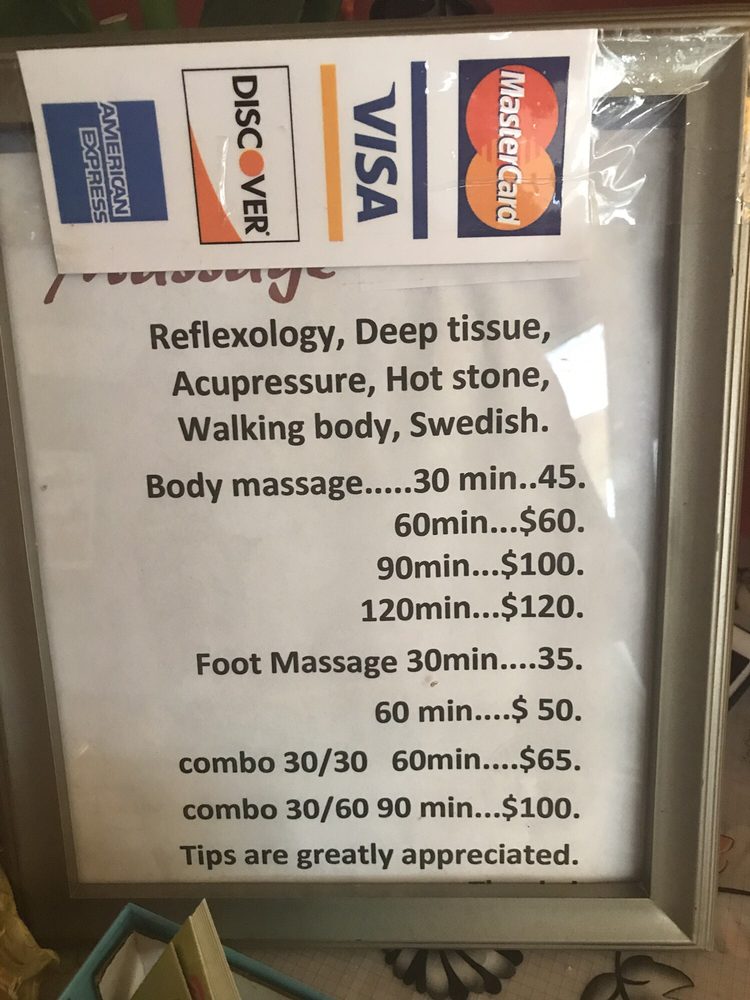 AMERICAN
EXPRESS
DISCOVER
VISA
MasterCard
Massage
Reflexology, Deep tissue,
Acupressure, Hot stone,
Walking body, Swedish.
Body massage.....30 min..45.
60min...$60.
90min...$100.
120min...$120.
Foot Massage 30min....35.
60 min....$ 50.
combo 30/30 60min....$65.
combo 30/60 90 min...$100.
Tips are greatly appreciated.